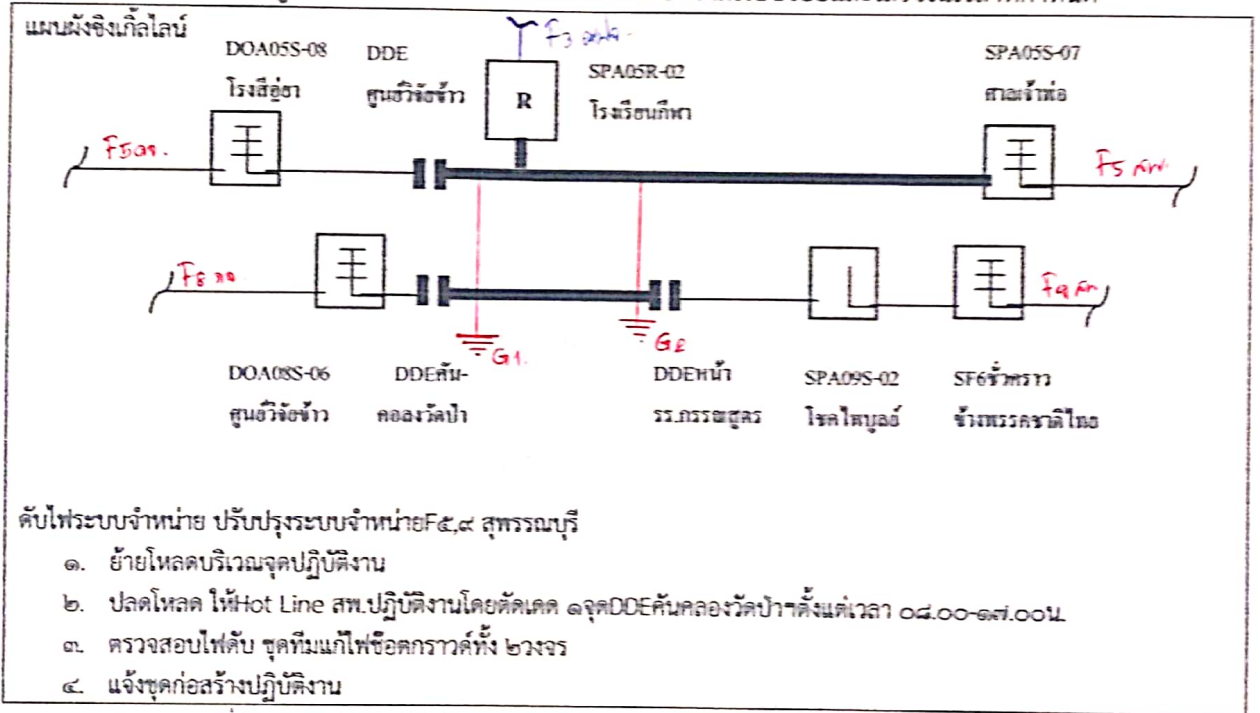 แผนผังซิงเกิ้ลไลน์
DOA05S-08
โรงสีอู่ยา
DDE
ศูนย์วิจัยข้าว
F3
R
SPA05R-02
โรงเรียนกีฬา
SPA05S-07
ศาลเจ้าพ่อ
F5
F5 สพ.
F8
F9 สพ
G1.
G2
DOA08S-06
ศูนย์วิจัยข้าว
DDEคัน-
คลองวัดป่า
DDEหน้า
รร.กรรณสูตร
SPA09S-02
โชคไพบูลย์
SF6ชั่วคราว
ข้างพรรคชาติไทย
ดับไฟระบบจำหน่าย ปรับปรุงระบบจำหน่ายF๕,๙ สุพรรณบุรี
๑. ย้ายโหลดบริเวณจุดปฏิบัติงาน
๒. ปลดโหลด ให้Hot Line สพ.ปฏิบัติงานโดยตัดเดด ๑จุดDDEคันคลองวัดป่าฯตั้งแต่เวลา ๐๘.๐๐-๑๗.๐๐น.
๓. ตรวจสอบไฟดับ ชุดทีมแก้ไฟช๊อตกราวด์ทั้ง ๒วงจร
๔. แจ้งชุดก่อสร้างปฏิบัติงาน